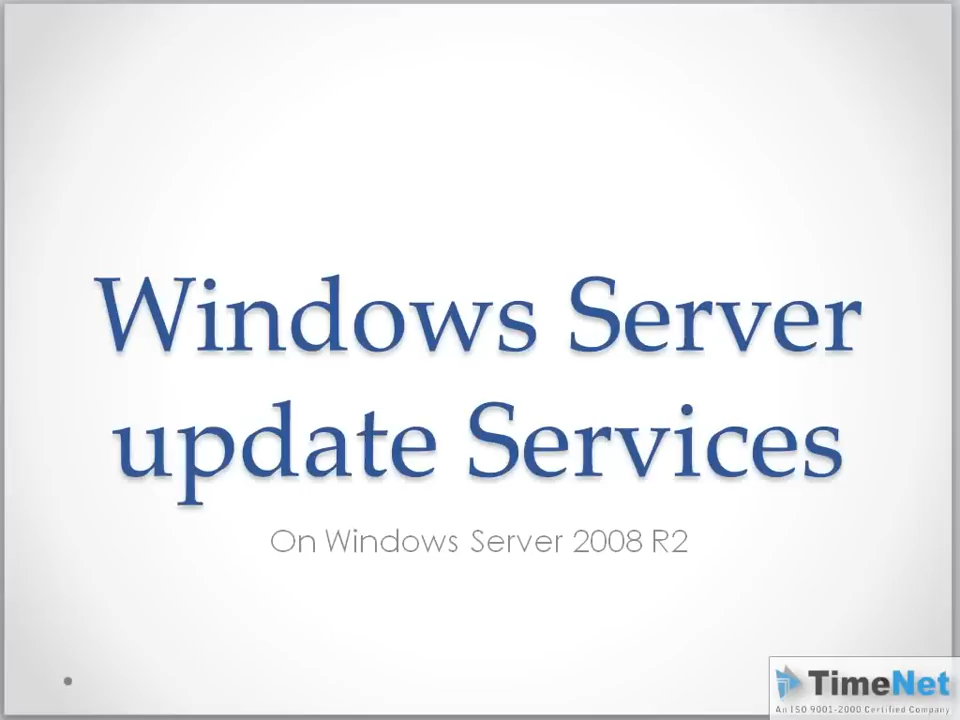 Windows Server
update Services
On Windows Server 2008 R2
TimeNet
An ISO 9001-2000 Certified Company